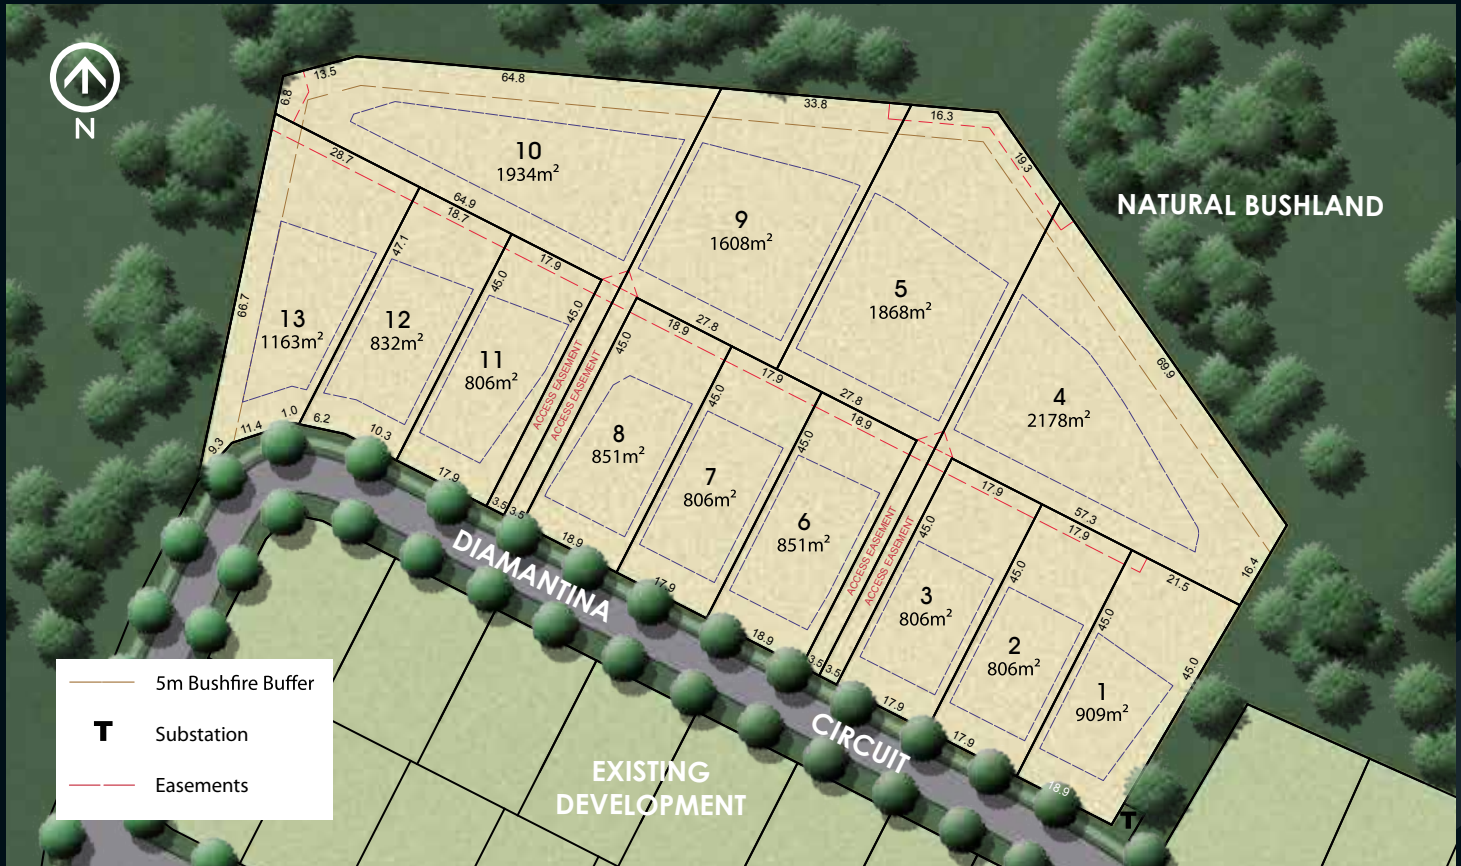 N
13.5
6.8
64.8
33.8
16.3
19.3
NATURAL BUSHLAND
10
1934m²
28.7
64.9
18.7
17.9
9
1608m²
5
1868m²
4
2178m²
69.9
57.3
16.4
66.7
47.1
45.0
45.0
13
1163m²
12
832m²
11
806m²
ACCESS EASEMENT
ACCESS EASEMENT
45.0
18.9
27.8
17.9
27.8
18.9
45.0
45.0
8
851m²
7
806m²
6
851m²
ACCESS EASEMENT
ACCESS EASEMENT
45.0
17.9
17.9
21.5
45.0
45.0
45.0
3
806m²
2
806m²
1
909m²
9.3
11.4
1.0
6.2
10.3
17.9
3.5
3.5
18.9
17.9
18.9
3.5
3.5
17.9
17.9
18.9
DIAMANTINA
CIRCUIT
EXISTING
DEVELOPMENT
T
5m Bushfire Buffer
T
Substation
Easements